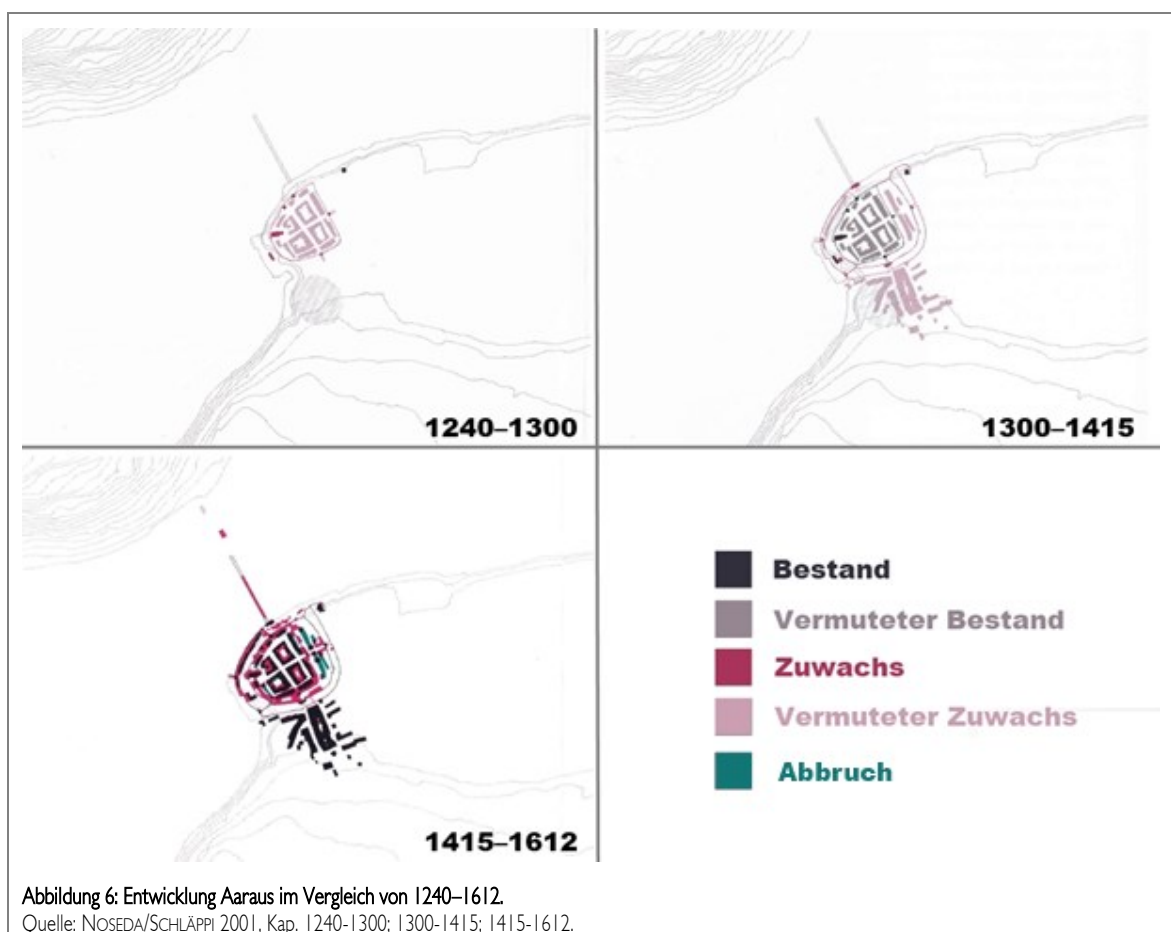 1240–1300
1300–1415
1415–1612
Bestand
Vermuteter Bestand
Zuwachs
Vermuteter Zuwachs
Abbruch
Abbildung 6: Entwicklung Aaraus im Vergleich von 1240–1612.
Quelle: NOSEDA/SCHLÄPPI 2001, Kap. 1240-1300; 1300-1415; 1415-1612.